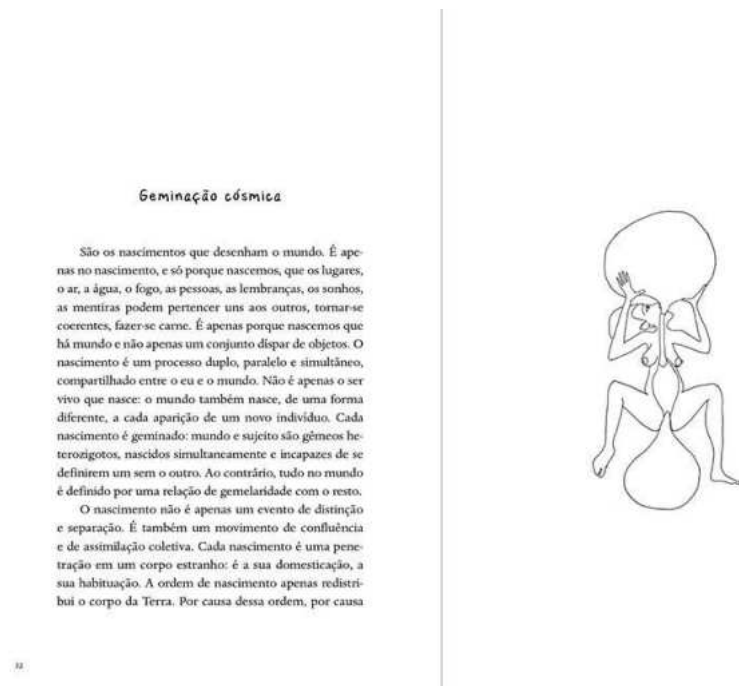 Geminação cósmica
São os nascimentos que desenham o mundo. É ape-
nas no nascimento, e só porque nascemos, que os lugares,
o ar, a água, o fogo, as pessoas, as lembranças, os sonhos,
as mentiras podem pertencer uns aos outros, tornar-se
coerentes, fazer-se carne. É apenas porque nascemos que
há mundo e não apenas um conjunto díspar de objetos. O
nascimento é um processo duplo, paralelo e simultâneo,
compartilhado entre o eu e o mundo. Não é apenas o ser
vivo que nasce: o mundo também nasce, de uma forma
diferente, a cada aparição de um novo indivíduo. Cada
nascimento é geminado: mundo e sujeito são gêmeos he-
terozigotos, nascidos simultaneamente e incapazes de se
definirem um sem o outro. Ao contrário, tudo no mundo
é definido por uma relação de gemelaridade com o resto.
O nascimento não é apenas um evento de distinção
e separação. É também um movimento de confluência
e de assimilação coletiva. Cada nascimento é uma pene-
tração em um corpo estranho: é a sua domesticação, a
sua habituação. A ordem de nascimento apenas redistri-
bui o corpo da Terra. Por causa dessa ordem, por causa